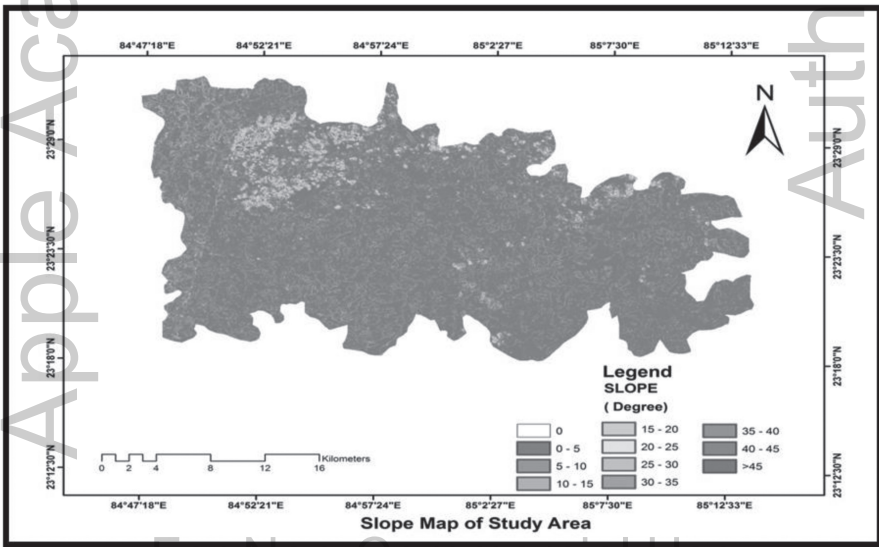 84°47'18"E 84°52'21"E 84°57'24"E 85°2'27"E 85°7'30"E 85°12'33"E
N
23°29'0"N 23°29'0"N
23°23'30"N 23°23'30"N
23°18'0"N 23°18'0"N
23°12'30"N 23°12'30"N
Legend
SLOPE
( Degree)
0
0 - 5
5 - 10
10 - 15
15 - 20
20 - 25
25 - 30
30 - 35
35 - 40
40 - 45
>45
Kilometers
0 2 4 8 12 16
84°47'18"E 84°52'21"E 84°57'24"E 85°2'27"E 85°7'30"E 85°12'33"E
Slope Map of Study Area
Apple Aca
Auth